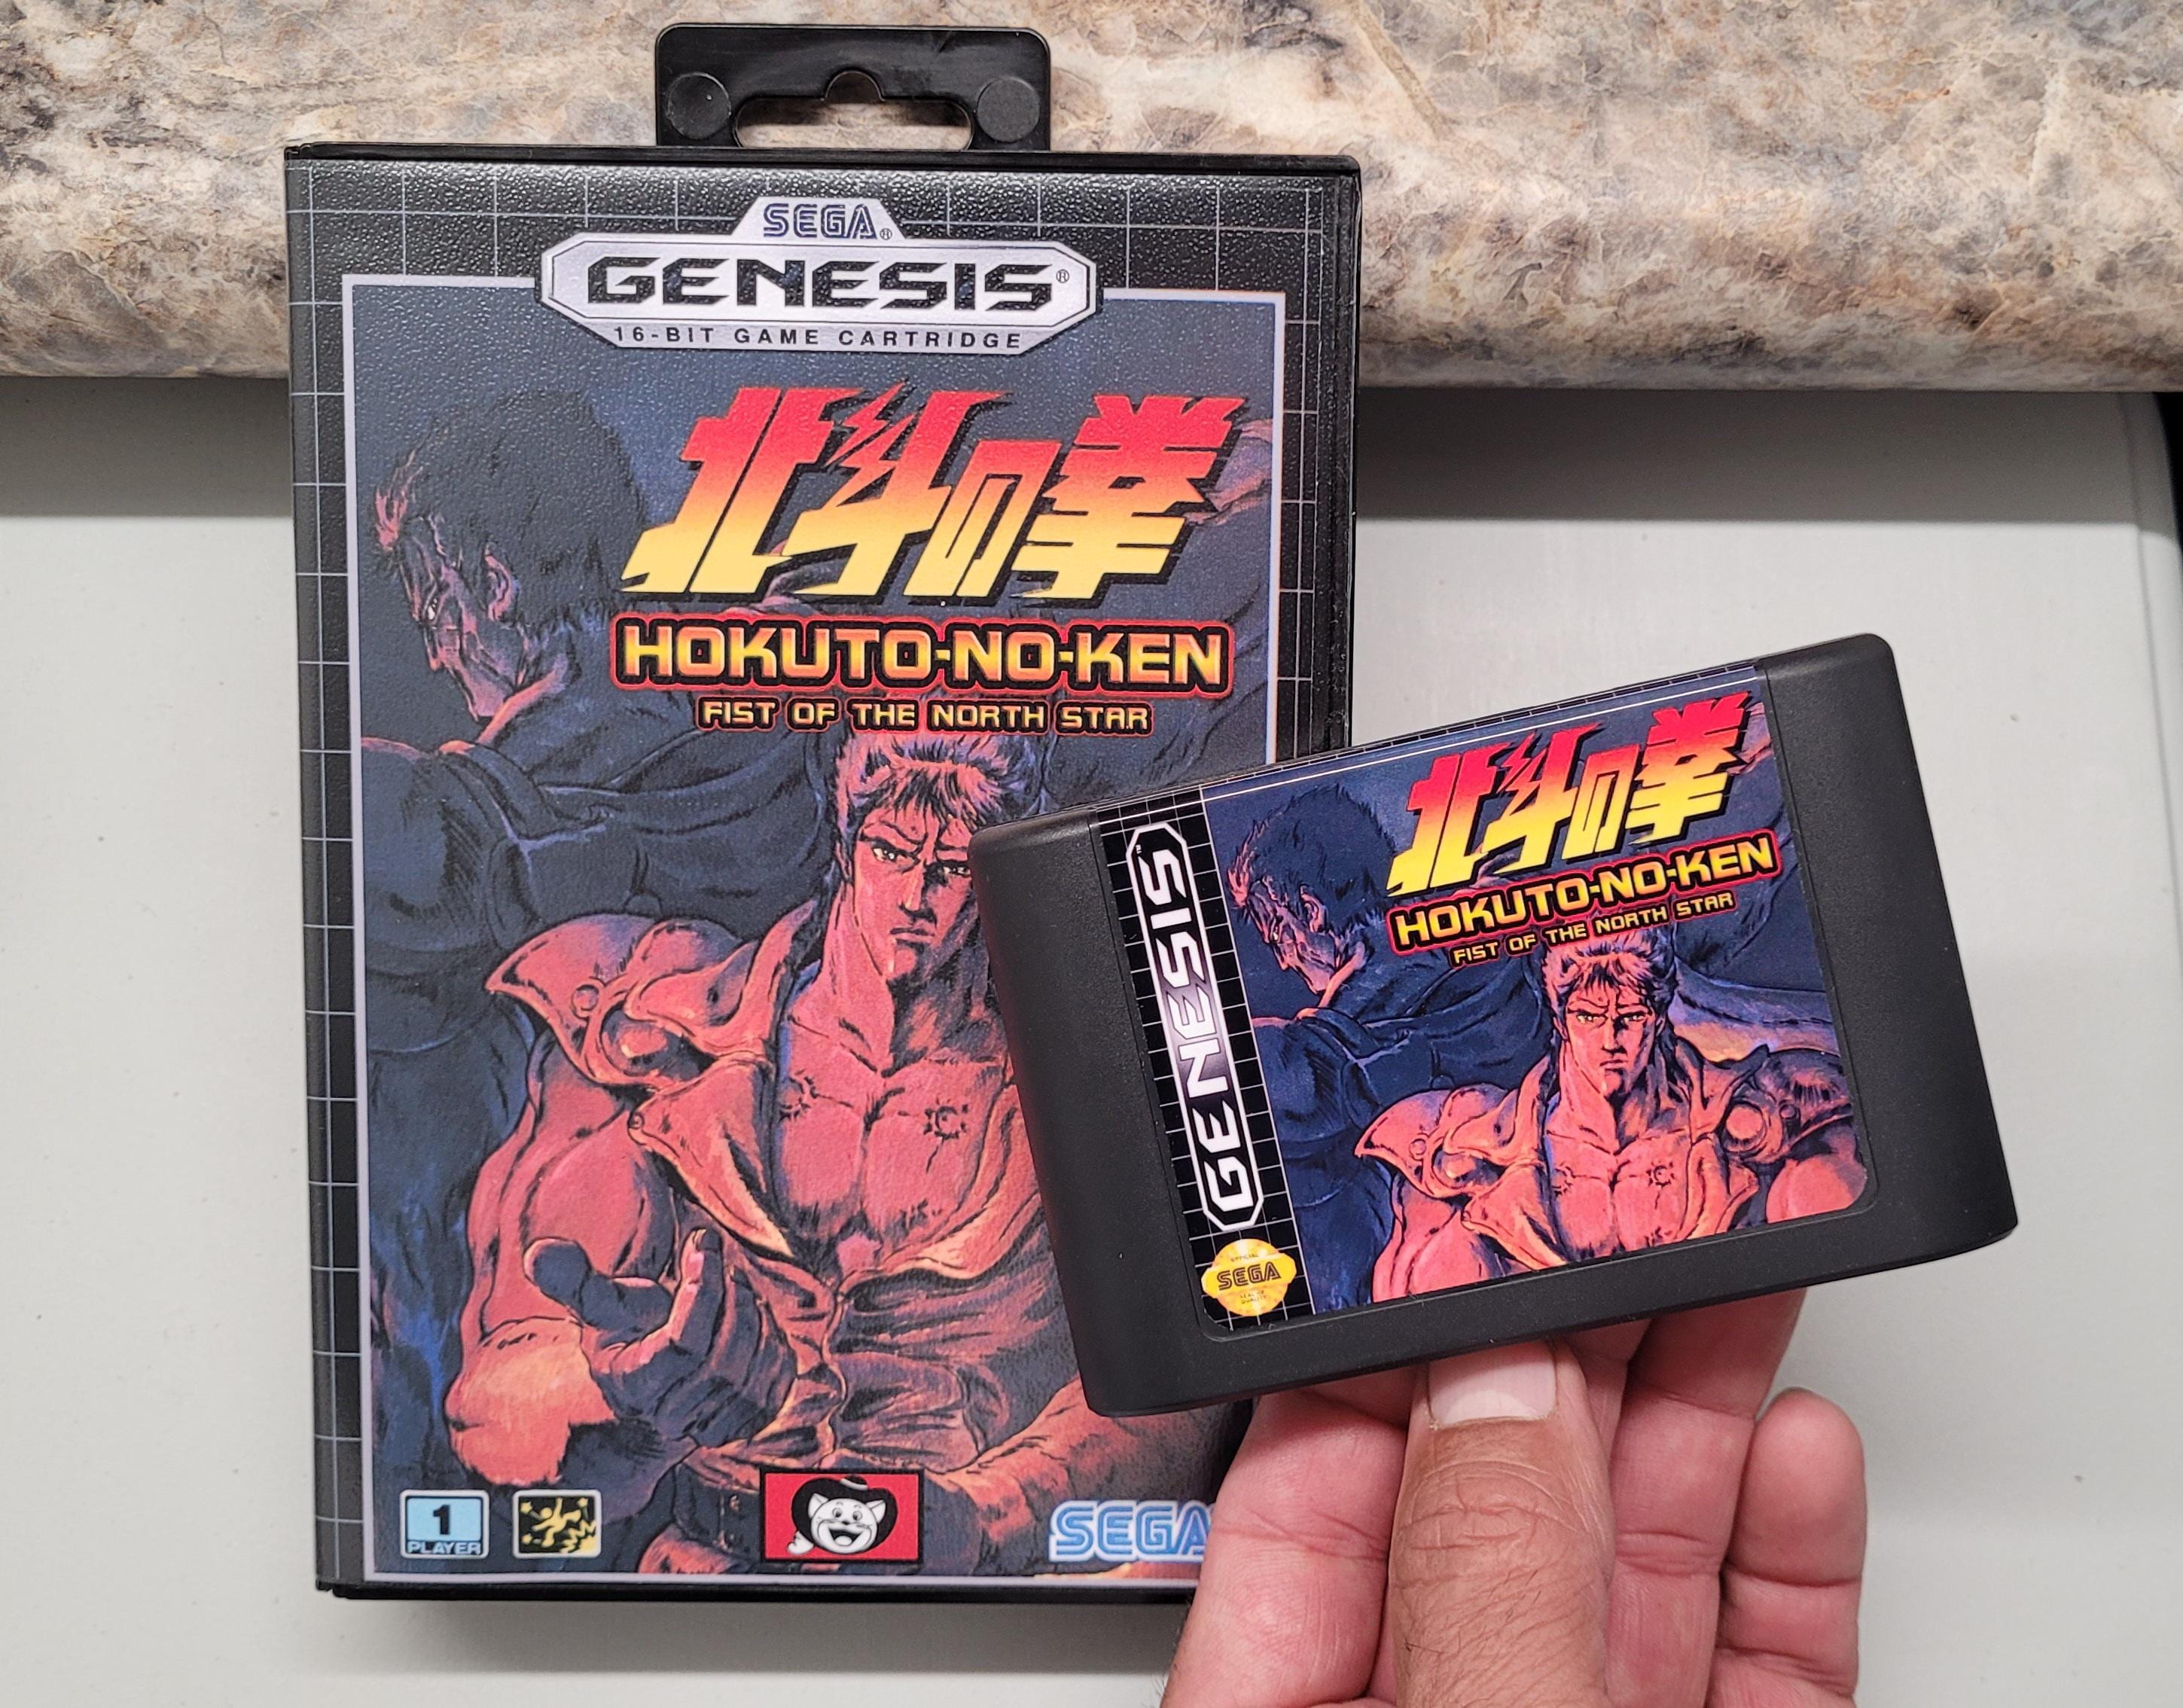 SEGA®
GENESIS®
16-BIT GAME CARTRIDGE
北斗の拳
HOKUTO-NO-KEN
FIST OF THE NORTH STAR
1
PLAYER
SEGA
GENESIS
北斗の拳
HOKUTO-NO-KEN
FIST OF THE NORTH STAR
SEGA